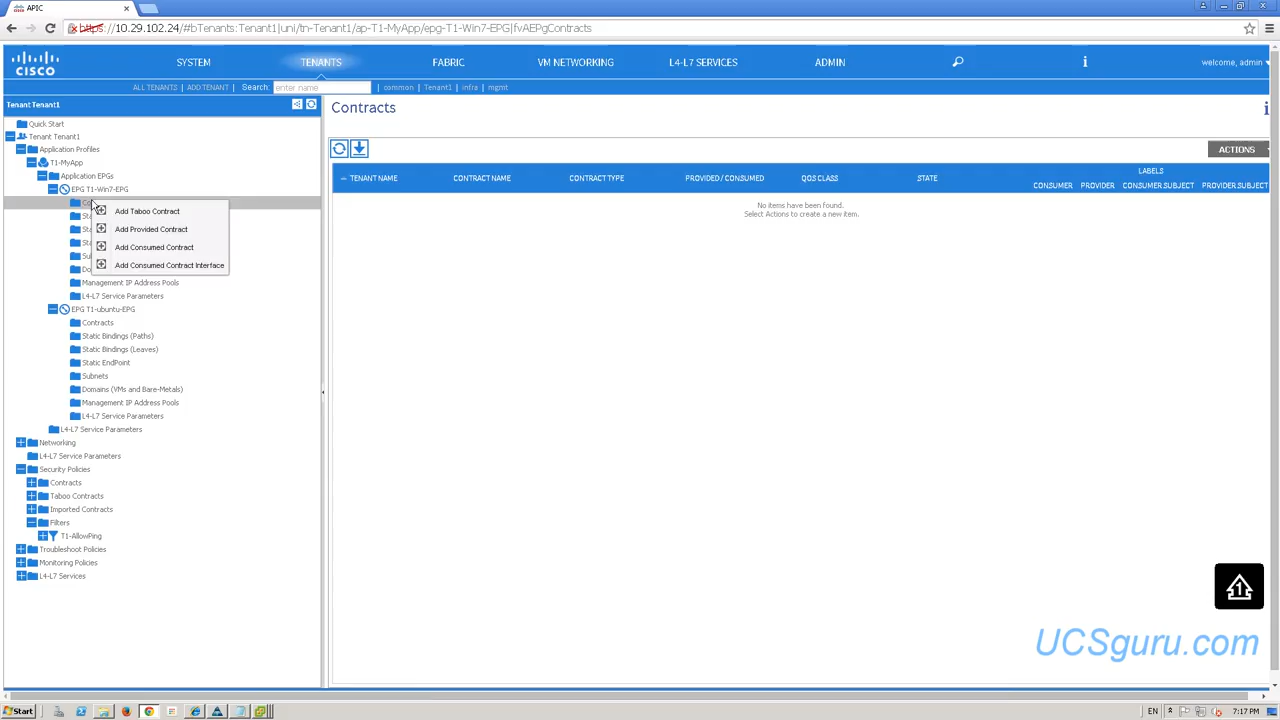 APIC
https://10.29.102.24/#bTenants:Tenant1|uni/tn-Tenant1/ap-T1-MyApp/epg-T1-Win7-EPG|fvAEPgContracts
CISCO
SYSTEM TENANTS FABRIC VM NETWORKING L4-L7 SERVICES ADMIN i welcome, admin
ALL TENANTS | ADD TENANT | Search: enter name | common | Tenant1 | infra | mgmt
Tenant Tenant1
Quick Start
Tenant Tenant1
Application Profiles
T1-MyApp
Application EPGs
EPG T1-Win7-EPG
Co
Sta
Sta
Sta
Sub
Do
Management IP Address Pools
L4-L7 Service Parameters
EPG T1-ubuntu-EPG
Contracts
Static Bindings (Paths)
Static Bindings (Leaves)
Static EndPoint
Subnets
Domains (VMs and Bare-Metals)
Management IP Address Pools
L4-L7 Service Parameters
L4-L7 Service Parameters
Networking
L4-L7 Service Parameters
Security Policies
Contracts
Taboo Contracts
Imported Contracts
Filters
T1-AllowPing
Troubleshoot Policies
Monitoring Policies
L4-L7 Services
Add Taboo Contract
Add Provided Contract
Add Consumed Contract
Add Consumed Contract Interface
Contracts
i
ACTIONS
TENANT NAME CONTRACT NAME CONTRACT TYPE PROVIDED / CONSUMED QOS CLASS STATE LABELS
CONSUMER PROVIDER CONSUMER SUBJECT PROVIDER SUBJECT
No items have been found.
Select Actions to create a new item.
1
UCSguru.com
Start
EN 7:17 PM